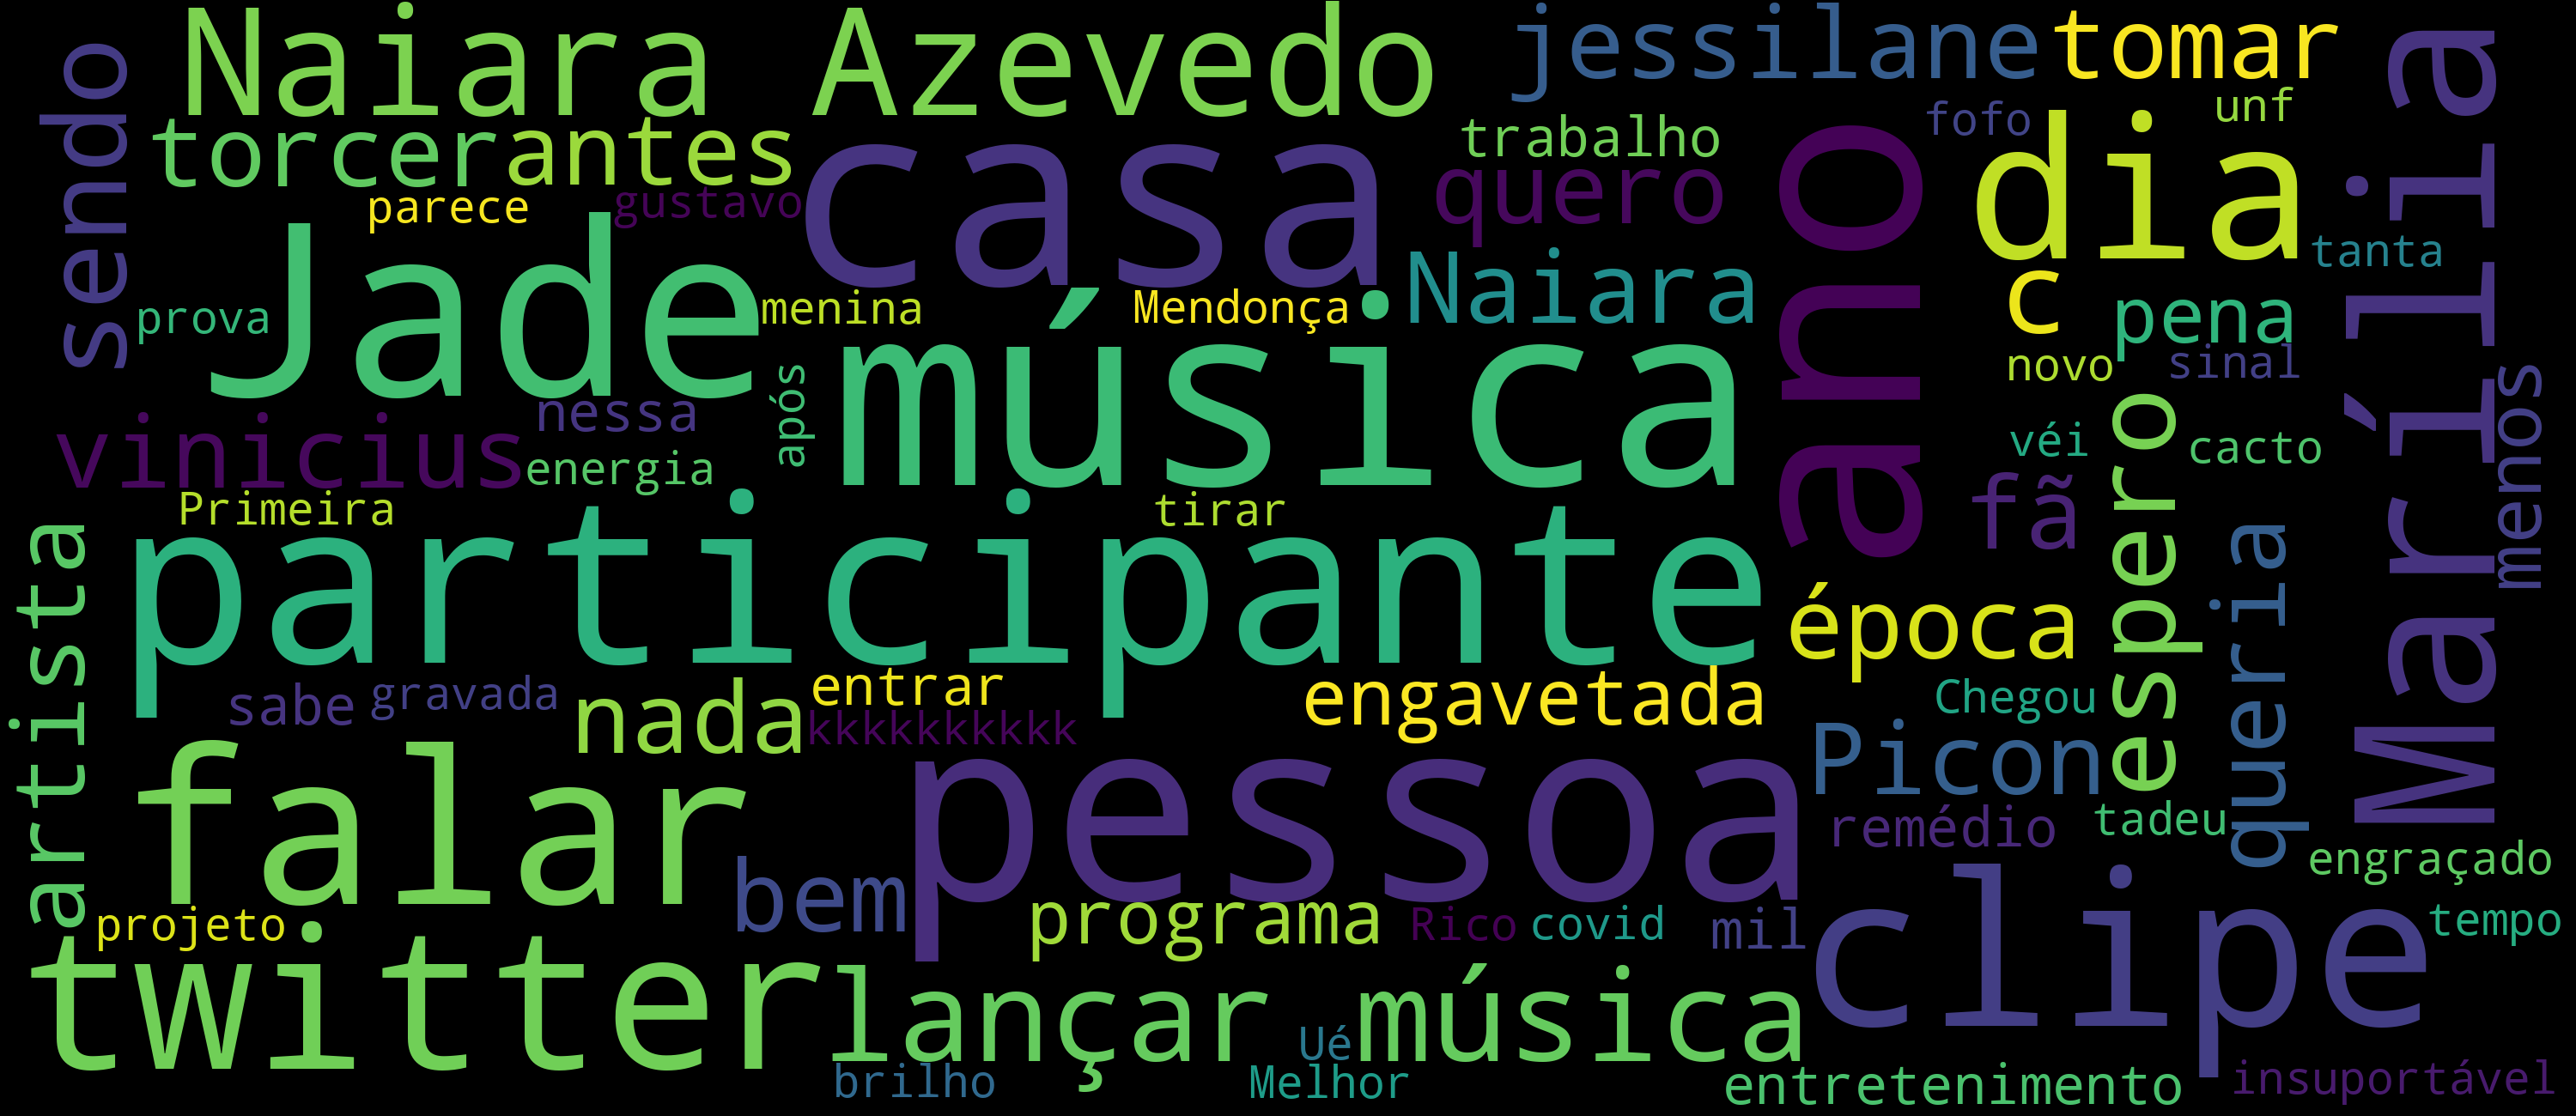 Naiara Azevedo
jessilane
tomar
sendo
torcer
antes
casa
trabalho
quero
ano
fofo
unf
dia
Marília
parece
gustavo
Jade
prova
menina
Mendonça
Naiara
c
tanta
pena
música
após
novo
sinal
vinicius
nessa
energia
véi
cacto
espero
menos
Primeira
tirar
fã
artista
participante
queria
época
sabe
gravada
nada
entrar
kkkkkkkkkk
engavetada
Chegou
Picon
falar
pessoa
remédio
tadeu
engraçado
bem
clipe
projeto
programa
Rico
covid
mil
tempo
twitter
lançar música
Ué
brilho
Melhor
entretenimento
insuportável